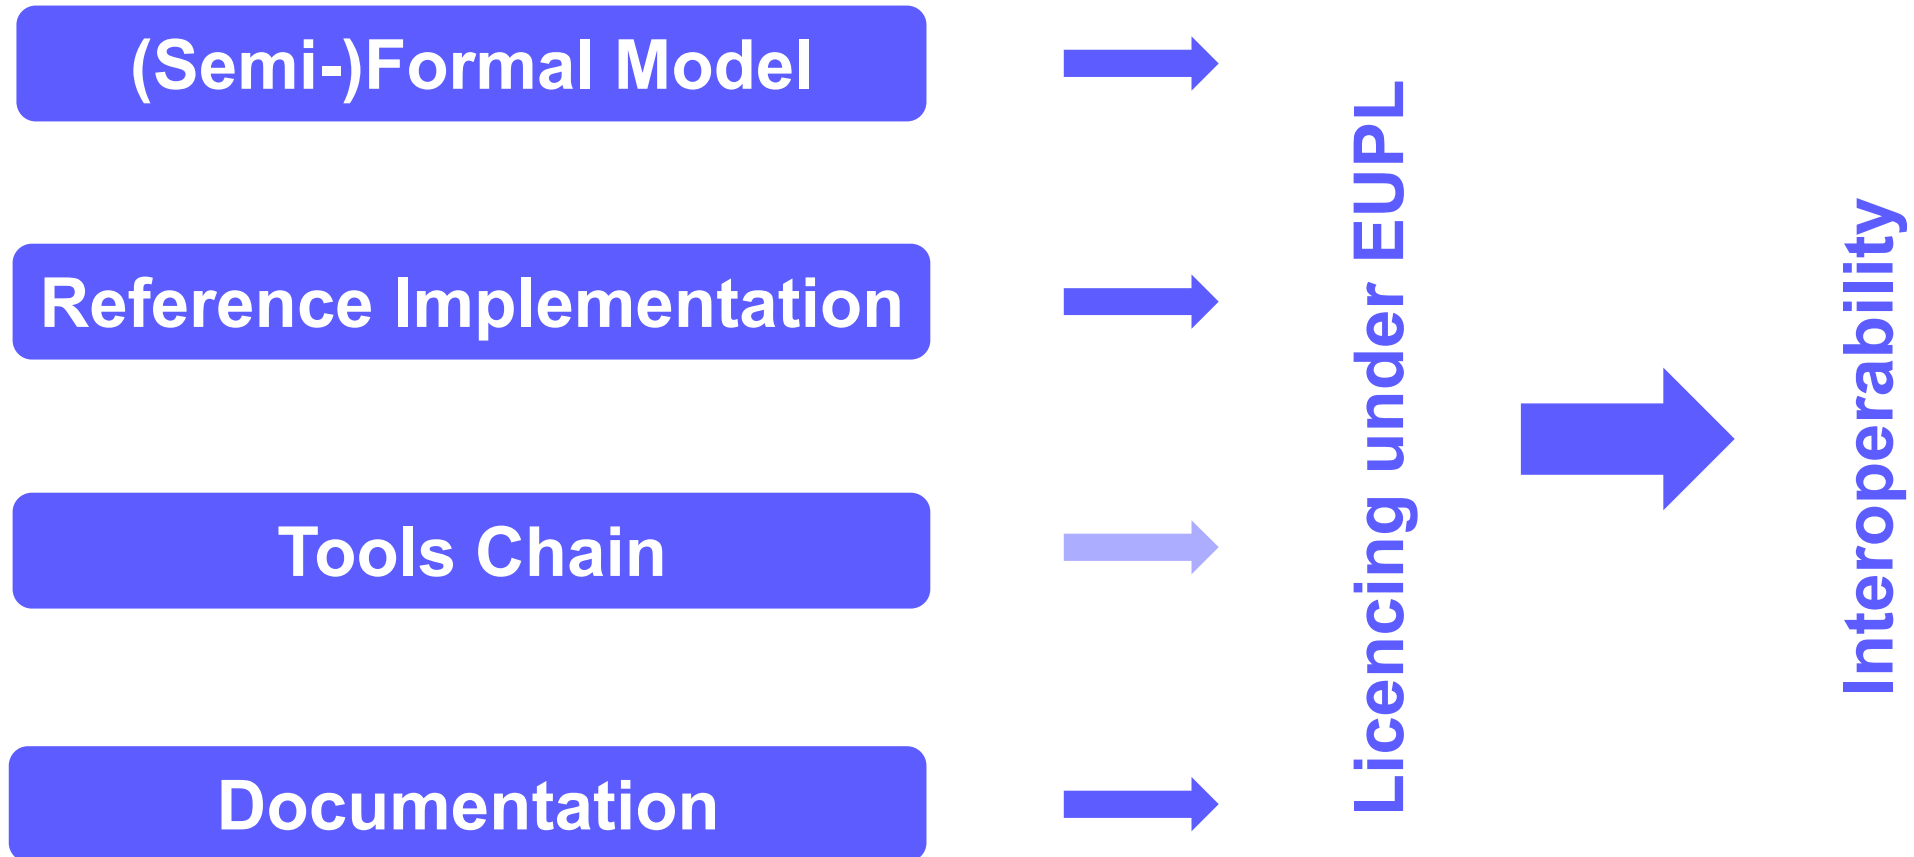 (Semi-)Formal Model
Reference Implementation
Tools Chain
Documentation
Licencing under EUPL
Interoperability